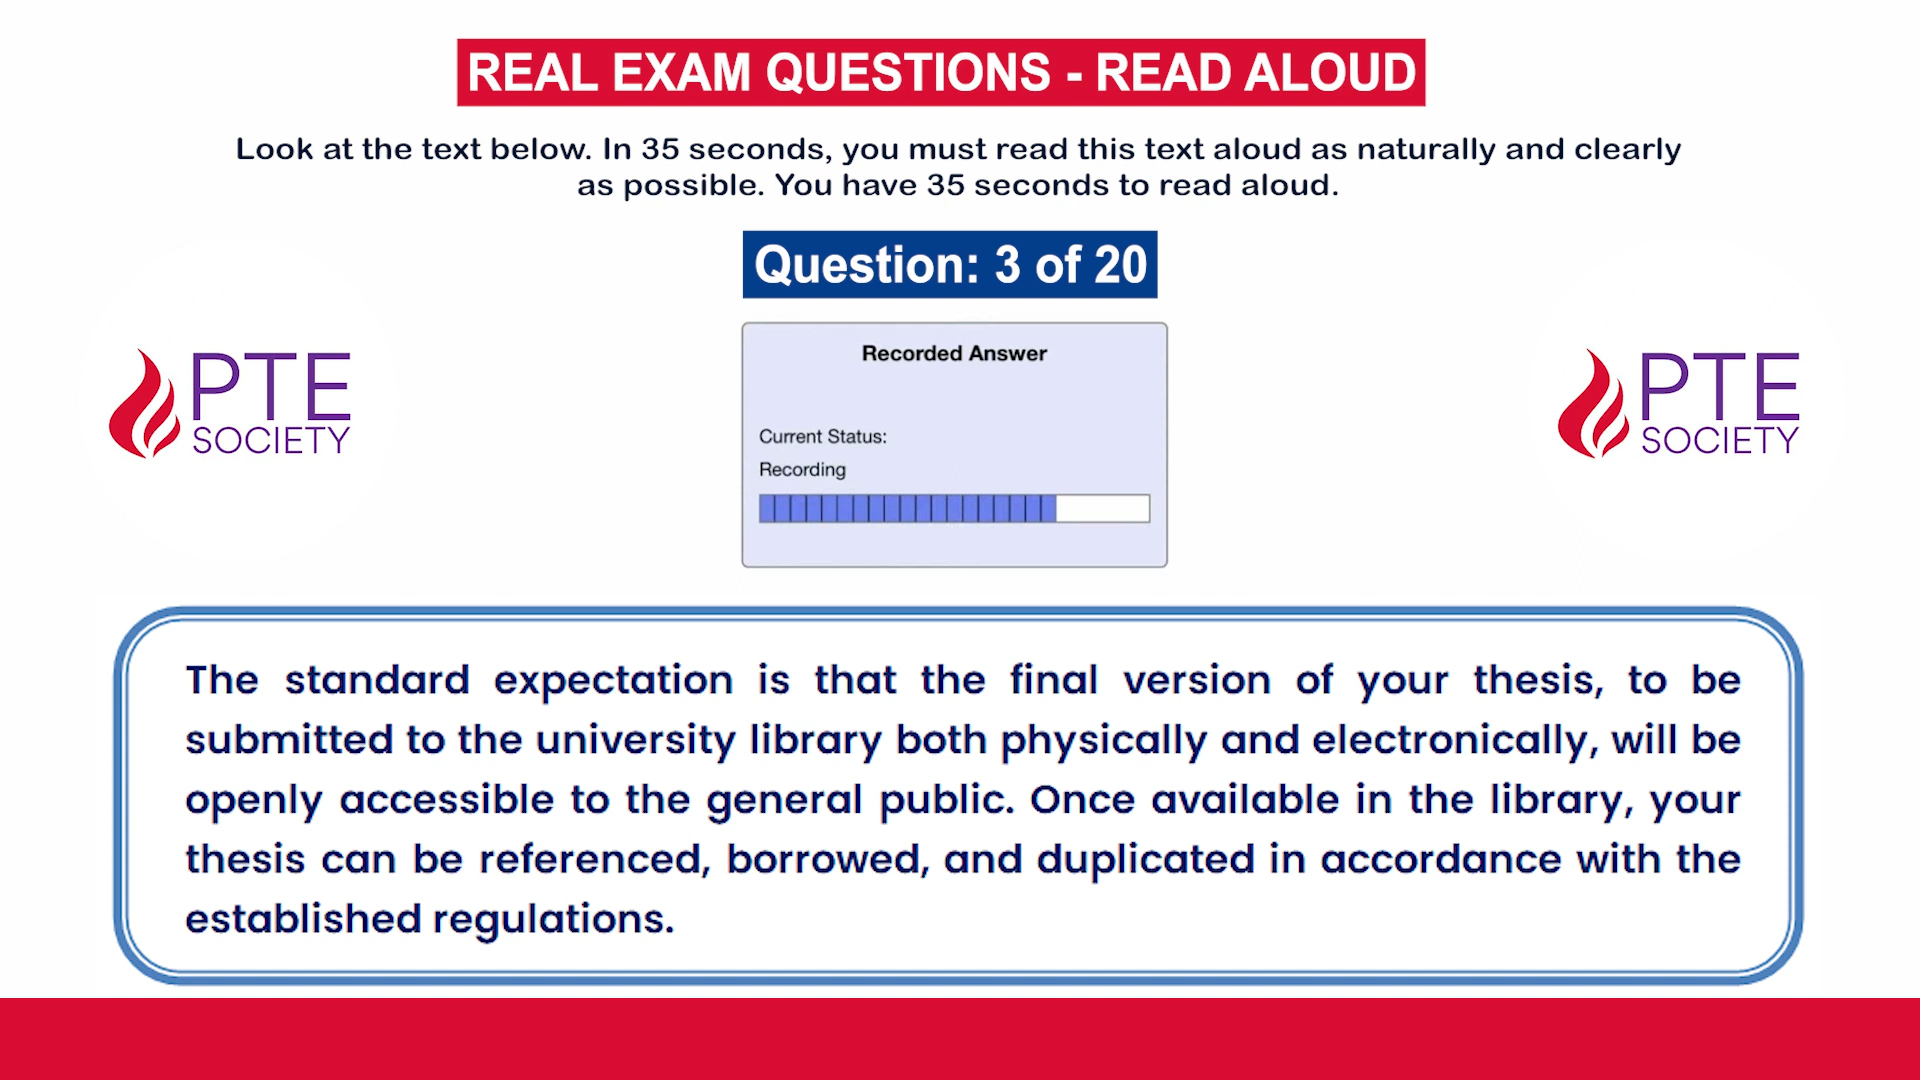 REAL EXAM QUESTIONS - READ ALOUD
Look at the text below. In 35 seconds, you must read this text aloud as naturally and clearly
as possible. You have 35 seconds to read aloud.
Question: 3 of 20
PTE
SOCIETY
Recorded Answer
Current Status:
Recording
PTE
SOCIETY
The standard expectation is that the final version of your thesis, to be
submitted to the university library both physically and electronically, will be
openly accessible to the general public. Once available in the library, your
thesis can be referenced, borrowed, and duplicated in accordance with the
established regulations.